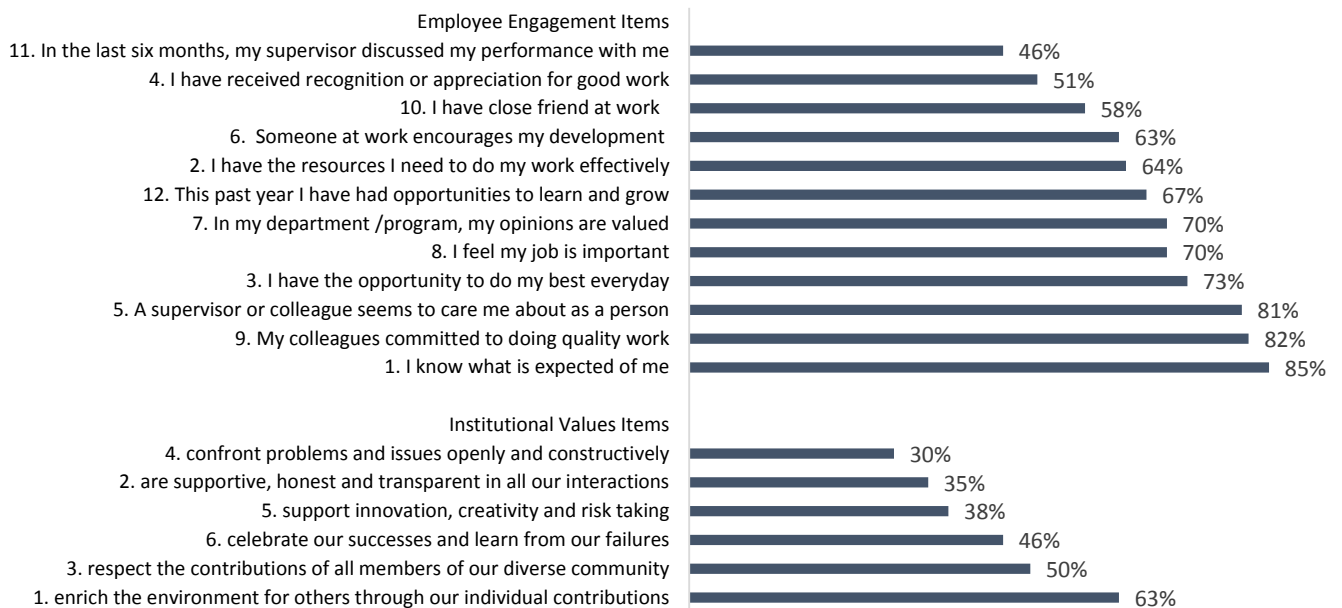 Employee Engagement Items
11. In the last six months, my supervisor discussed my performance with me 46%
4. I have received recognition or appreciation for good work 51%
10. I have close friend at work 58%
6. Someone at work encourages my development 63%
2. I have the resources I need to do my work effectively 64%
12. This past year I have had opportunities to learn and grow 67%
7. In my department /program, my opinions are valued 70%
8. I feel my job is important 70%
3. I have the opportunity to do my best everyday 73%
5. A supervisor or colleague seems to care me about as a person 81%
9. My colleagues committed to doing quality work 82%
1. I know what is expected of me 85%
Institutional Values Items
4. confront problems and issues openly and constructively 30%
2. are supportive, honest and transparent in all our interactions 35%
5. support innovation, creativity and risk taking 38%
6. celebrate our successes and learn from our failures 46%
3. respect the contributions of all members of our diverse community 50%
1. enrich the environment for others through our individual contributions 63%